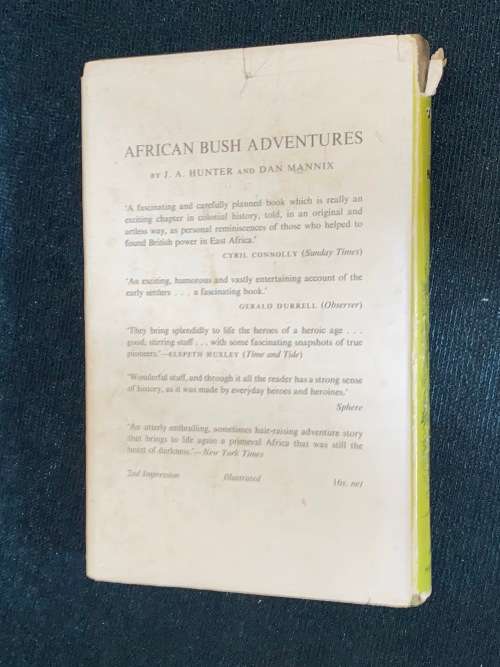 AFRICAN BUSH ADVENTURES
BY J. A. HUNTER AND DAN MANNIX
'A fascinating and carefully planned book which is really an
exciting chapter in colonial history, told, in an original and
artless way, as personal reminiscences of those who helped to
found British power in East Africa.'
CYRIL CONNOLLY (Sunday Times)
'An exciting, humorous and vastly entertaining account of the
early settlers . . . a fascinating book.'
GERALD DURRELL (Observer)
'They bring splendidly to life the heroes of a heroic age . . .
good, stirring stuff . . . with some fascinating snapshots of true
pioneers.'—ELSPETH HUXLEY (Time and Tide)
'Wonderful stuff, and through it all the reader has a strong sense
of history, as it was made by everyday heroes and heroines.'
Sphere
'An utterly enthralling, sometimes hair-raising adventure story
that brings to life again a primeval Africa that was still the
heart of darkness.'—New York Times
2nd Impression Illustrated 16s. net